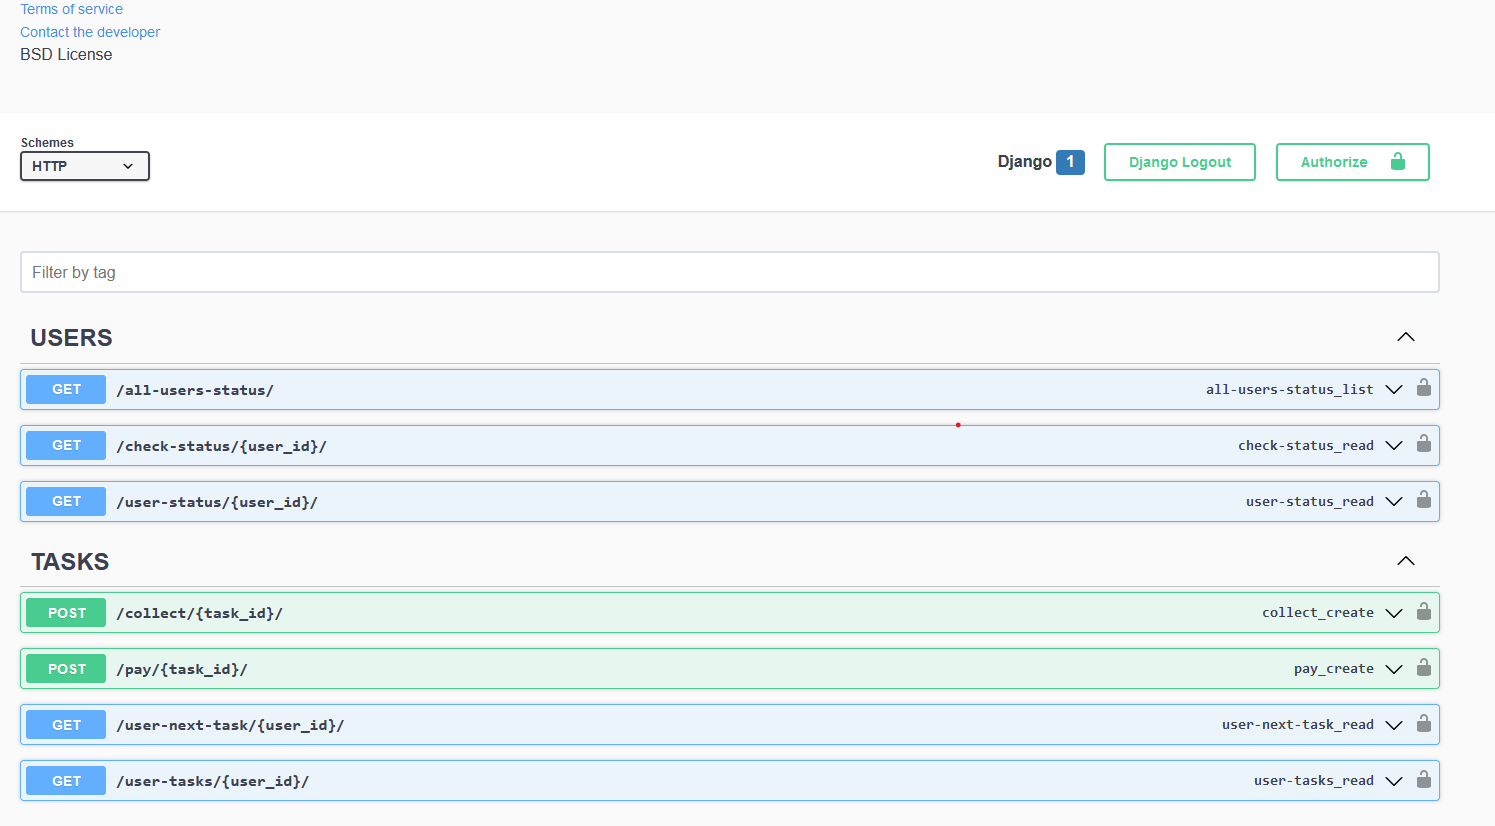 Terms of service
Contact the developer
BSD License
Schemes
HTTP
Django 1
Django Logout
Authorize
Filter by tag
USERS
GET /all-users-status/ all-users-status_list
GET /check-status/{user_id}/ check-status_read
GET /user-status/{user_id}/ user-status_read
TASKS
POST /collect/{task_id}/ collect_create
POST /pay/{task_id}/ pay_create
GET /user-next-task/{user_id}/ user-next-task_read
GET /user-tasks/{user_id}/ user-tasks_read